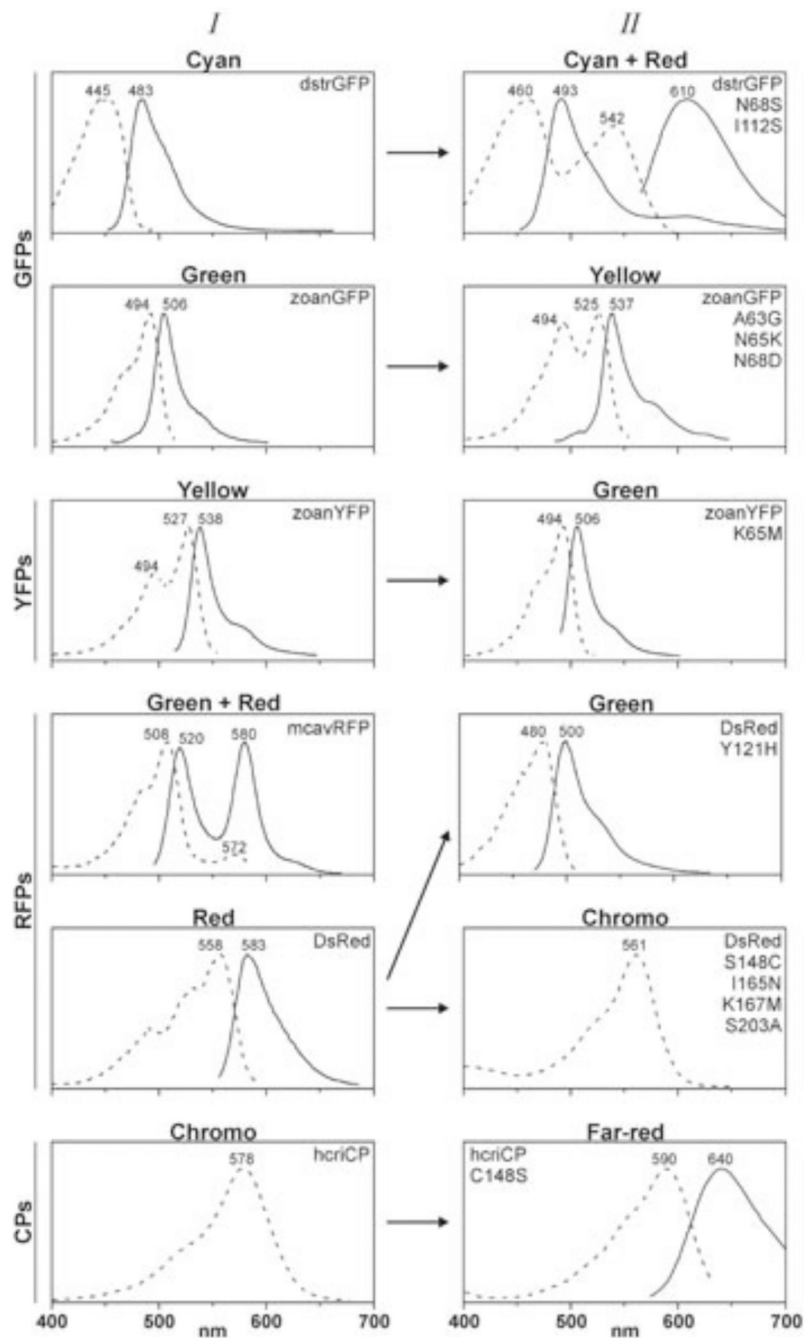 I
II
Cyan
Cyan + Red
445
483
dstrGFP
460
493
542
610
dstrGFP
N68S
I112S
GFPs
Green
Yellow
494
506
zoanGFP
494
525
537
zoanGFP
A63G
N65K
N68D
Yellow
Green
494
527
538
zoanYFP
494
506
zoanYFP
K65M
YFPs
Green + Red
Green
508
520
580
572
mcavRFP
480
500
DsRed
Y121H
RFPs
Red
Chromo
558
583
DsRed
561
DsRed
S148C
I165N
K167M
S203A
Chromo
Far-red
578
hcriCP
hcriCP
C148S
590
640
CPs
400 500 600 700
nm
400 500 600 700
nm